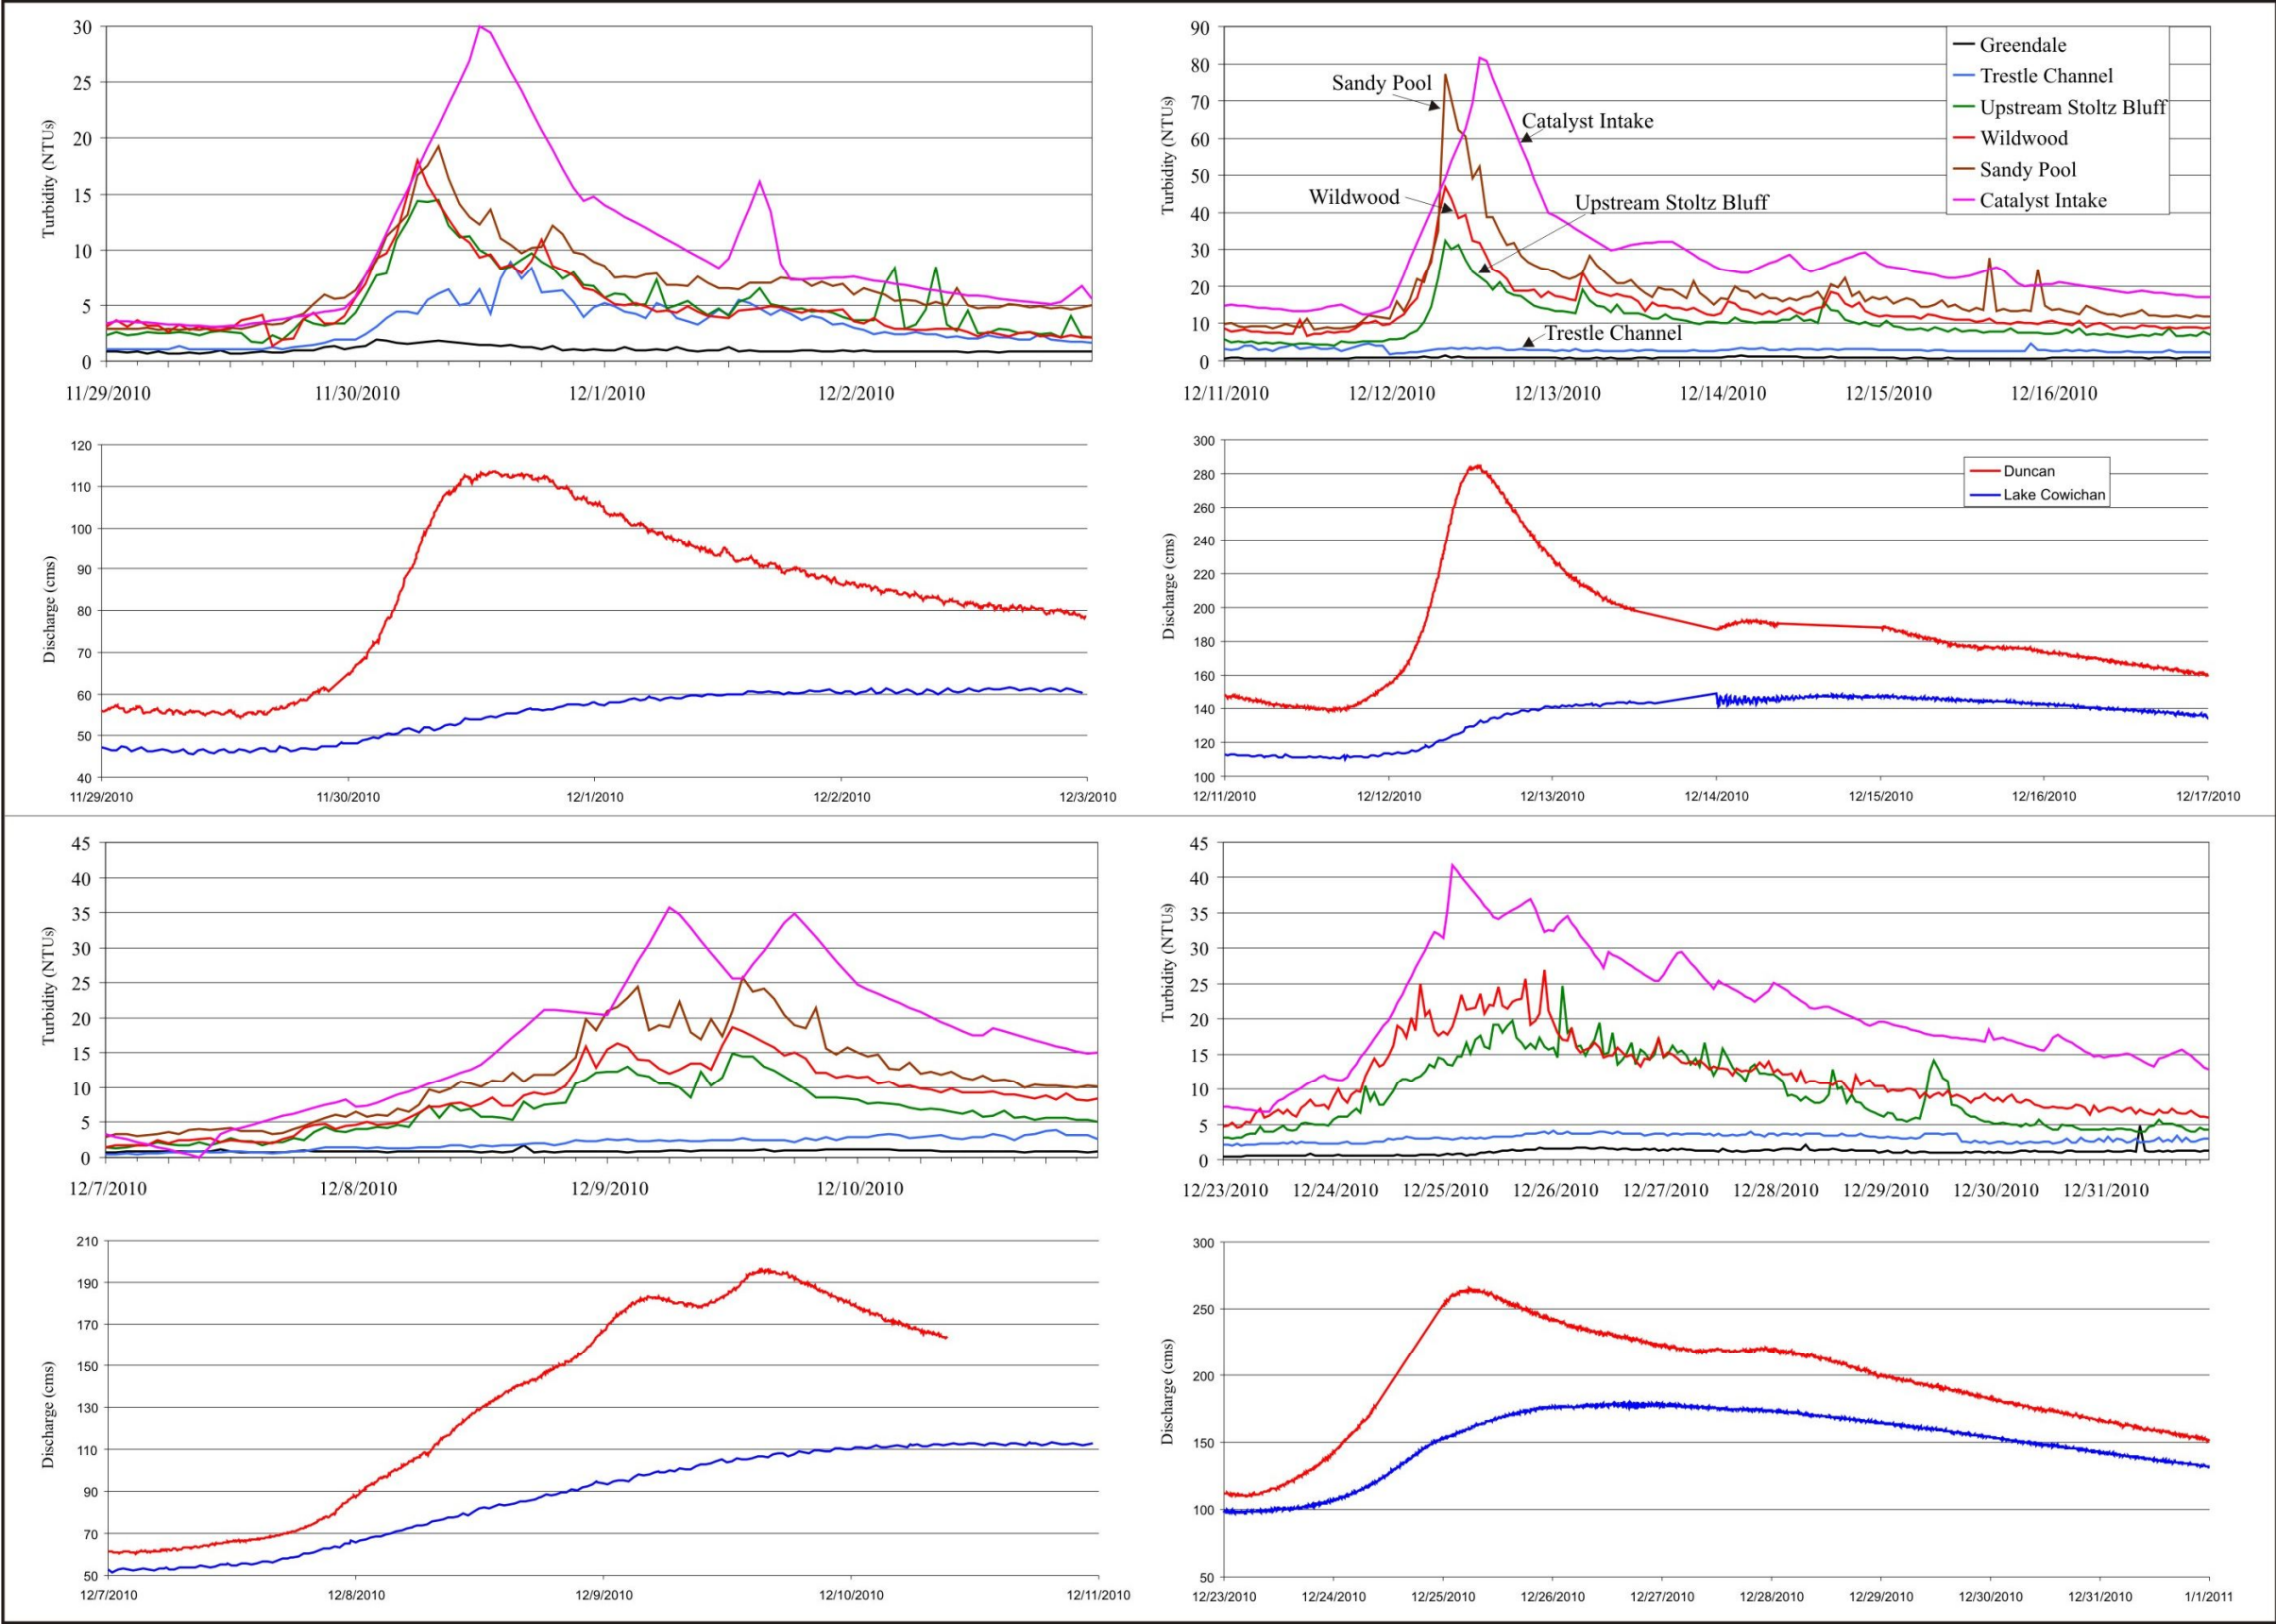 30
25
20
15
10
5
0
Turbidity (NTUs)
11/29/2010 11/30/2010 12/1/2010 12/2/2010
90
80
70
60
50
40
30
20
10
0
Turbidity (NTUs)
Sandy Pool
Catalyst Intake
Wildwood
Upstream Stoltz Bluff
Trestle Channel
Greendale
Trestle Channel
Upstream Stoltz Bluff
Wildwood
Sandy Pool
Catalyst Intake
12/11/2010 12/12/2010 12/13/2010 12/14/2010 12/15/2010 12/16/2010
120
110
100
90
80
70
60
50
40
Discharge (cms)
11/29/2010 11/30/2010 12/1/2010 12/2/2010 12/3/2010
300
280
260
240
220
200
180
160
140
120
100
Discharge (cms)
Duncan
Lake Cowichan
12/11/2010 12/12/2010 12/13/2010 12/14/2010 12/15/2010 12/16/2010 12/17/2010
45
40
35
30
25
20
15
10
5
0
Turbidity (NTUs)
12/7/2010 12/8/2010 12/9/2010 12/10/2010
45
40
35
30
25
20
15
10
5
0
Turbidity (NTUs)
12/23/2010 12/24/2010 12/25/2010 12/26/2010 12/27/2010 12/28/2010 12/29/2010 12/30/2010 12/31/2010
210
190
170
150
130
110
90
70
50
Discharge (cms)
12/7/2010 12/8/2010 12/9/2010 12/10/2010 12/11/2010
300
250
200
150
100
50
Discharge (cms)
12/23/2010 12/24/2010 12/25/2010 12/26/2010 12/27/2010 12/28/2010 12/29/2010 12/30/2010 12/31/2010 1/1/2011